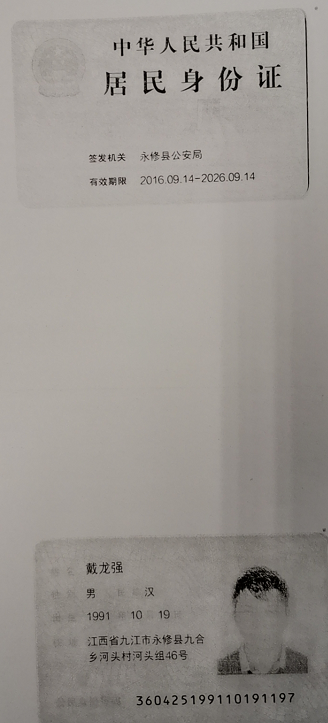 中华人民共和国
居民身份证
签发机关 永修县公安局
有效期限 2016.09.14-2026.09.14
戴龙强
男 汉
1991 10 19
江西省九江市永修县九合
乡河头村河头组46号
360425199110191197